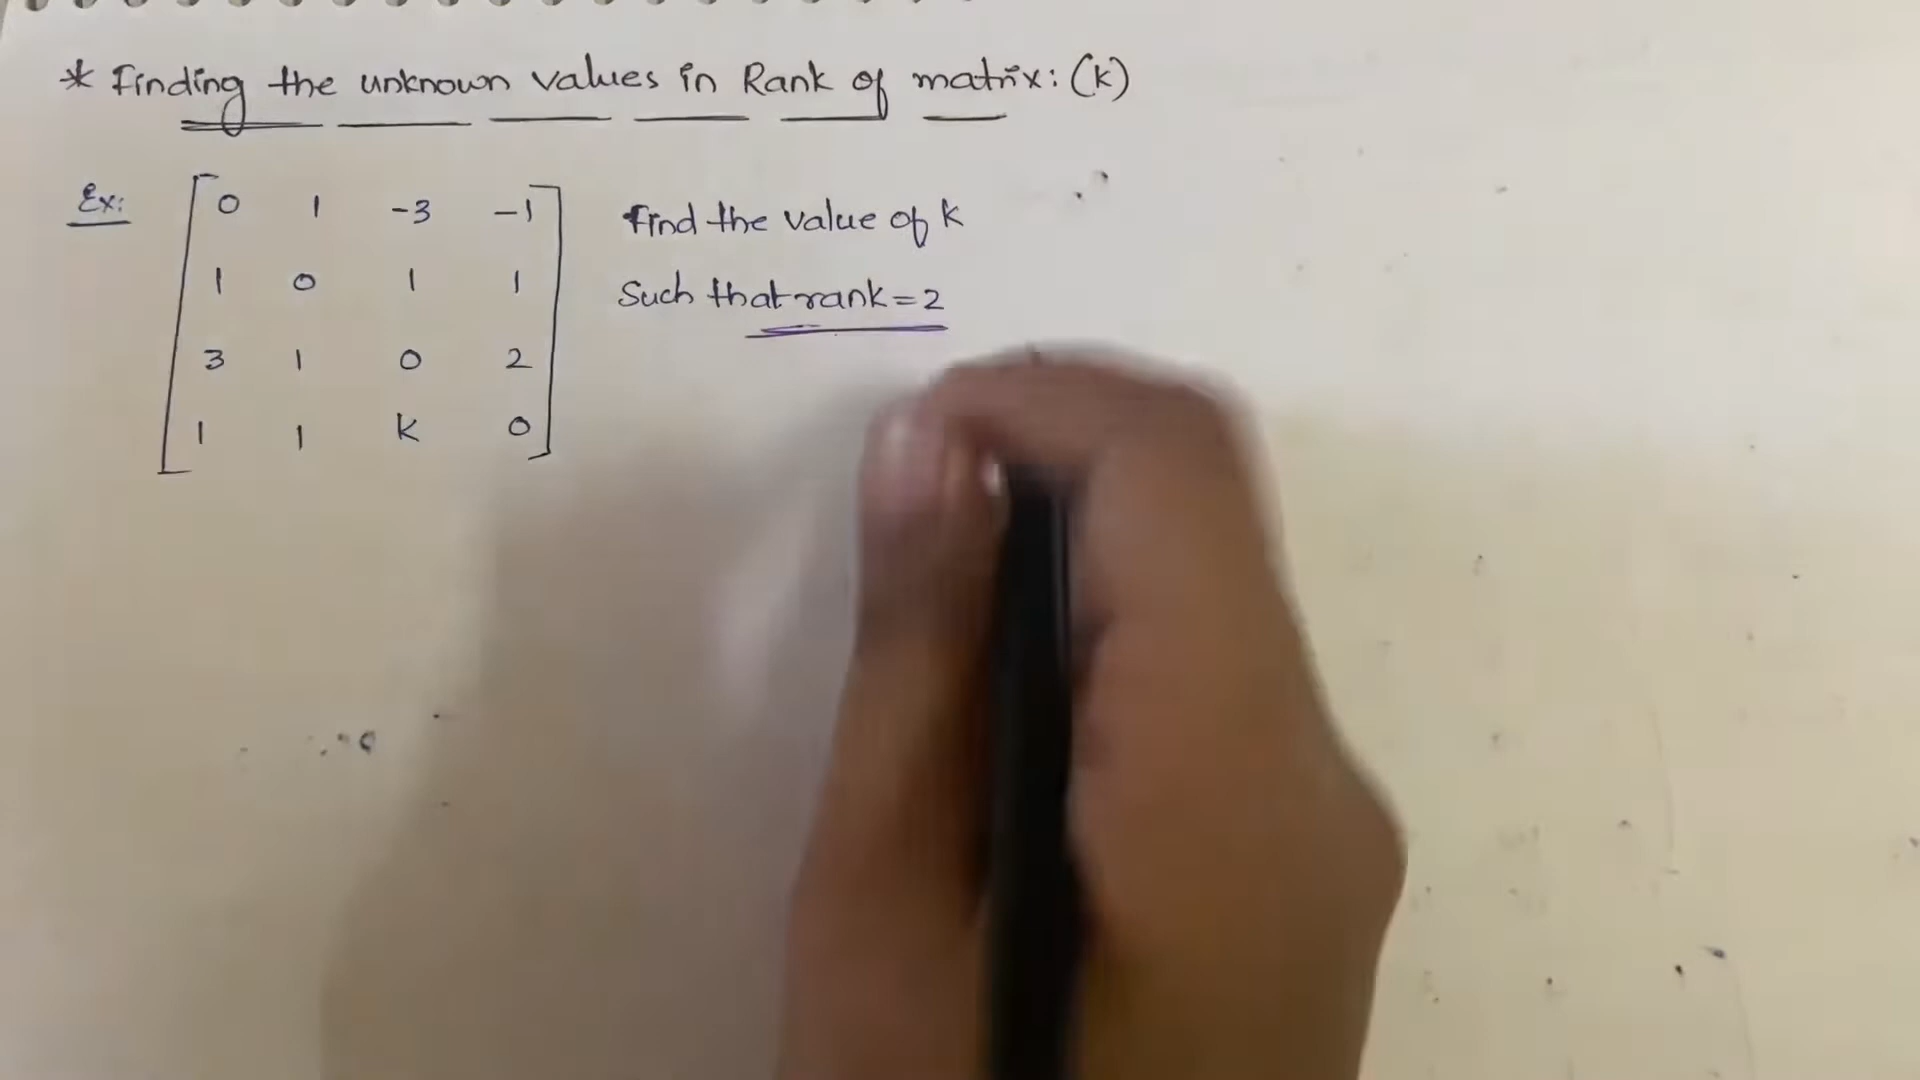 * Finding the unknown values in Rank of matrix: (k)
Ex: 0 1 -3 -1 Find the value of k
1 0 1 1 Such that rank = 2
3 1 0 2
1 1 k 0